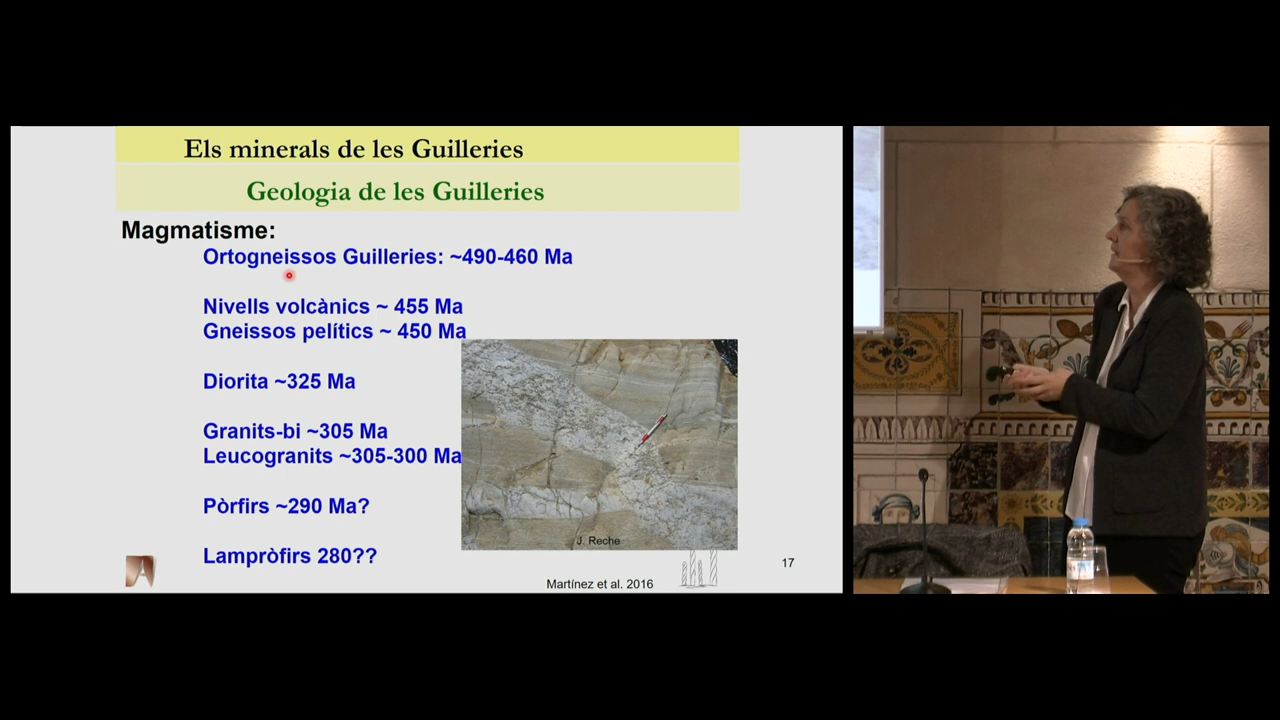 Els minerals de les Guilleries
Geologia de les Guilleries
Magmatisme:
Ortogneissos Guilleries: ~490-460 Ma
Nivells volcànics ~ 455 Ma
Gneissos pelítics ~ 450 Ma
Diorita ~325 Ma
Granits-bi ~305 Ma
Leucogranits ~305-300 Ma
Pòrfirs ~290 Ma?
J. Reche
Lampròfirs 280??
17
Martínez et al. 2016